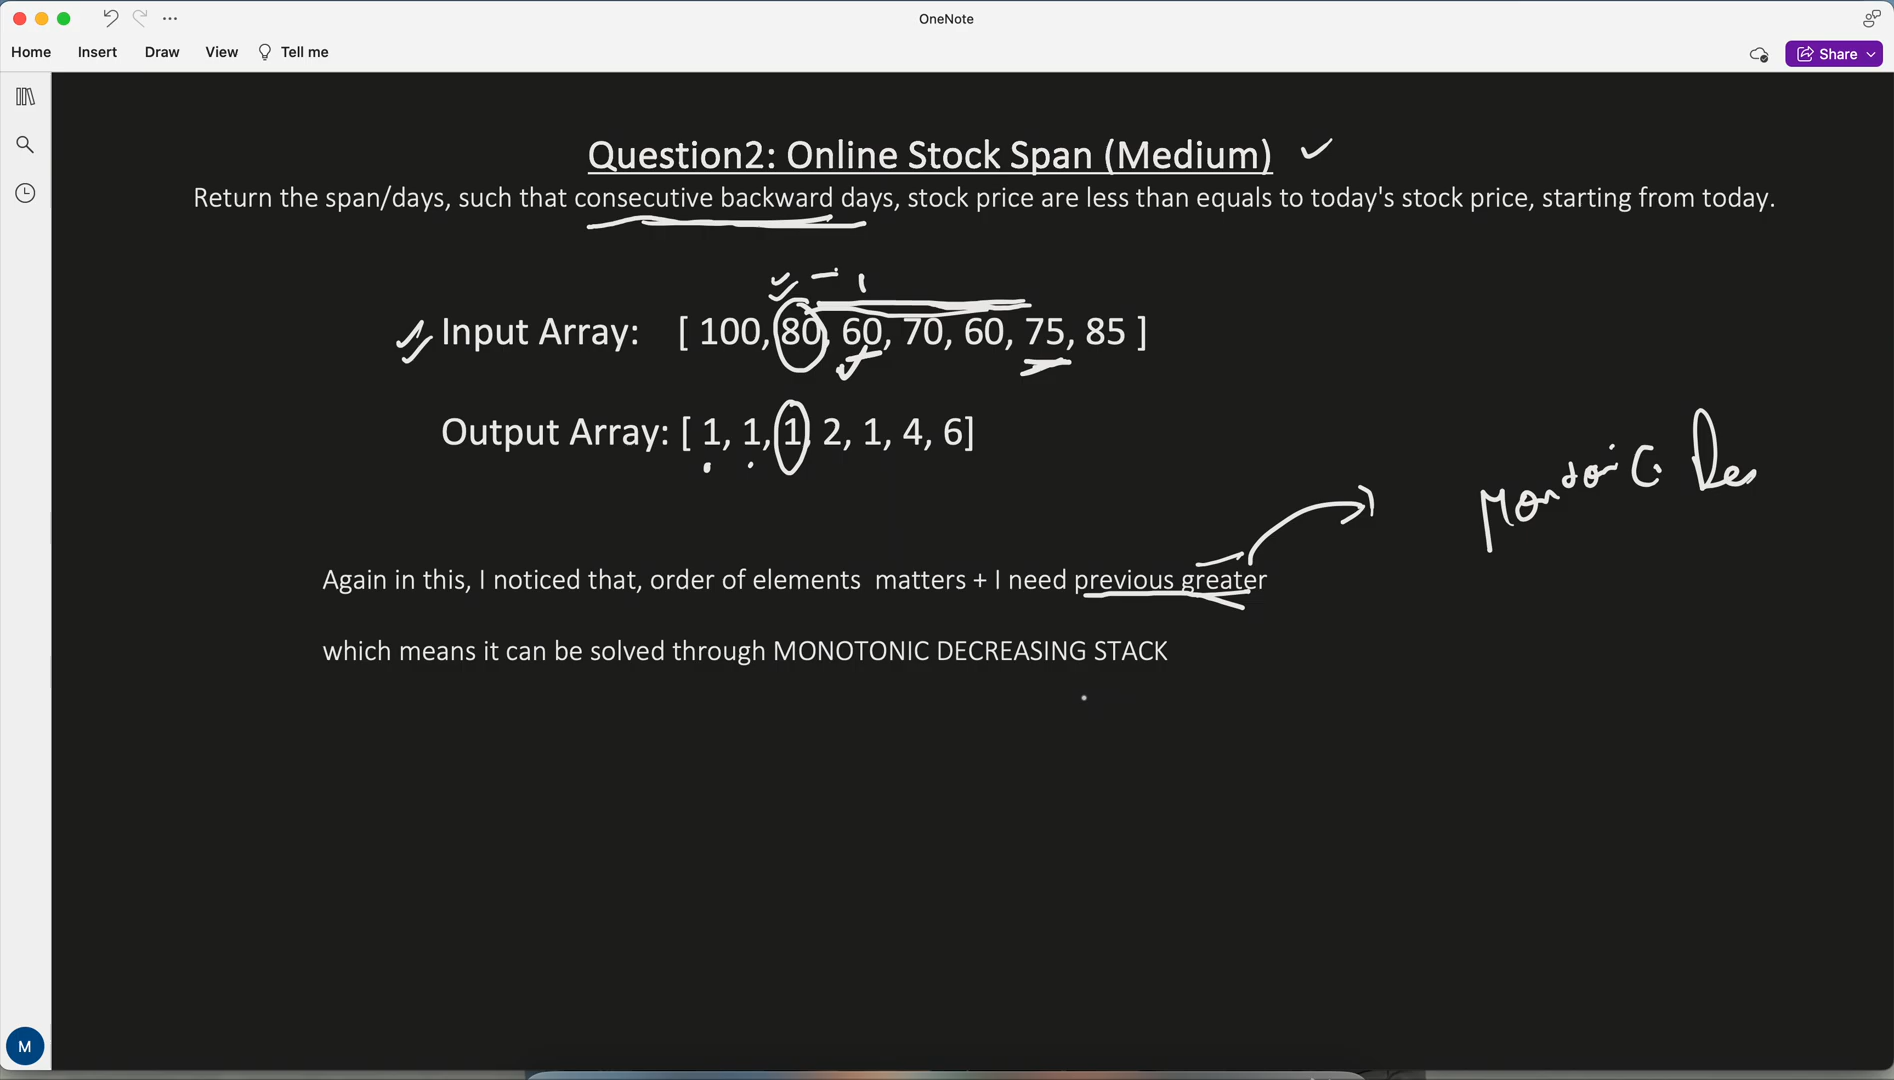 OneNote
Home Insert Draw View Tell me Share
Question2: Online Stock Span (Medium)
Return the span/days, such that consecutive backward days, stock price are less than equals to today's stock price, starting from today.
Input Array: [ 100, 80, 60, 70, 60, 75, 85 ]
Output Array: [ 1, 1, 1, 2, 1, 4, 6]
Monotonic Dec
Again in this, I noticed that, order of elements matters + I need previous greater
which means it can be solved through MONOTONIC DECREASING STACK
M